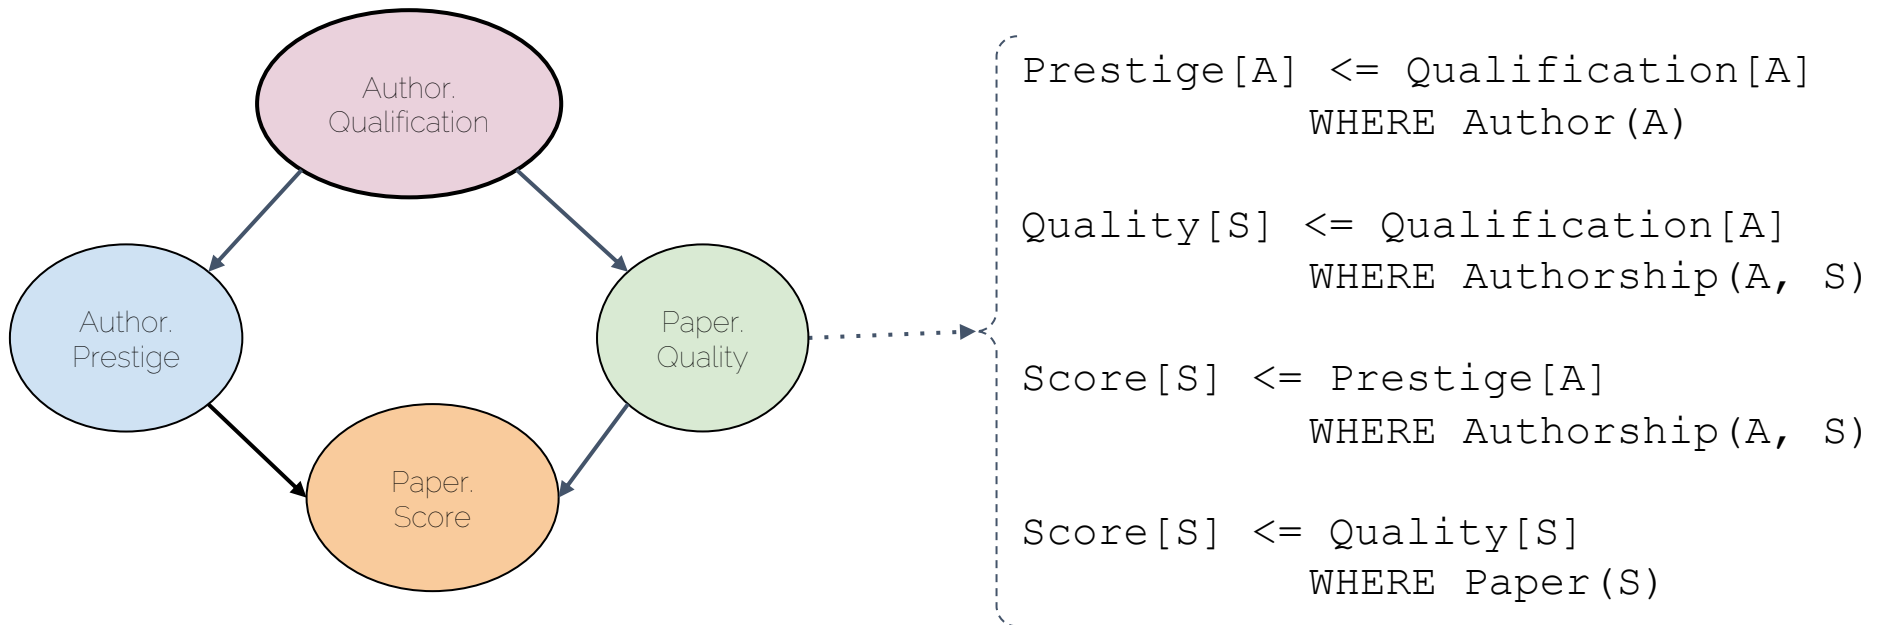 Author.
Qualification
Author.
Prestige
Paper.
Quality
Paper.
Score
Prestige[A] <= Qualification[A]
WHERE Author(A)
Quality[S] <= Qualification[A]
WHERE Authorship(A, S)
Score[S] <= Prestige[A]
WHERE Authorship(A, S)
Score[S] <= Quality[S]
WHERE Paper(S)